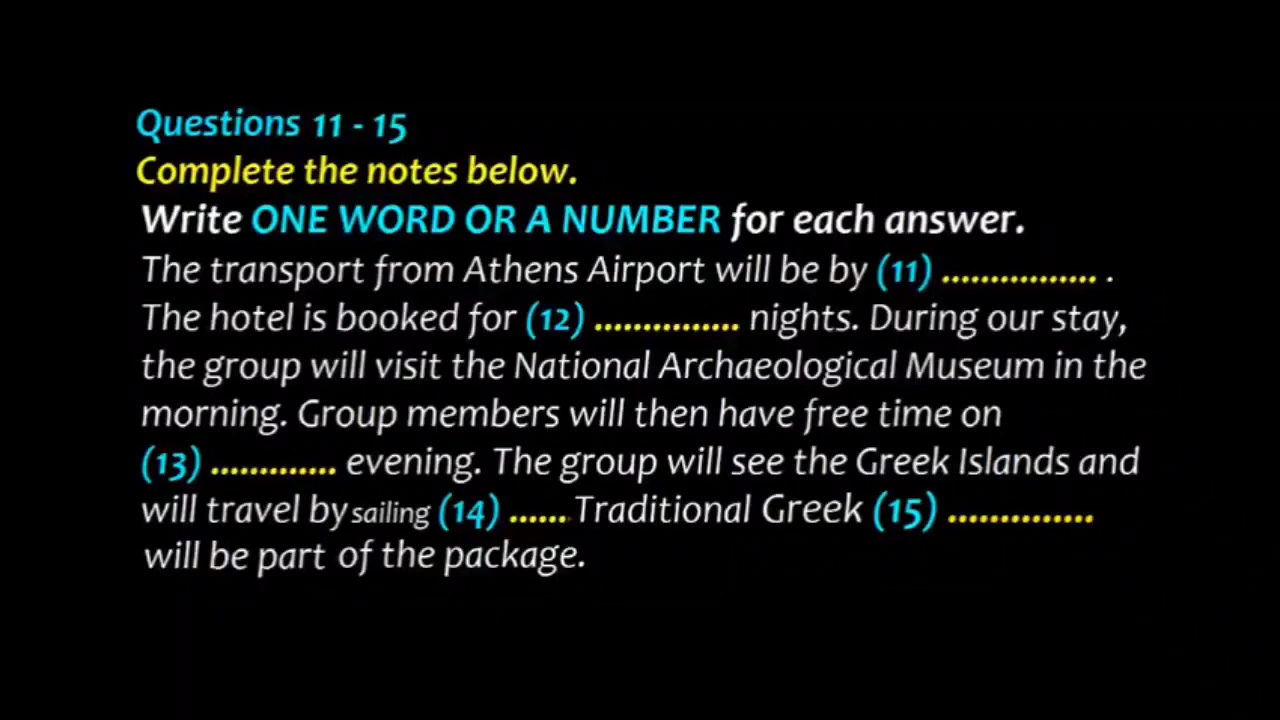 Questions 11 - 15
Complete the notes below.
Write ONE WORD OR A NUMBER for each answer.
The transport from Athens Airport will be by (11) ................ .
The hotel is booked for (12) ............... nights. During our stay,
the group will visit the National Archaeological Museum in the
morning. Group members will then have free time on
(13) ............. evening. The group will see the Greek Islands and
will travel by sailing (14) ...... Traditional Greek (15) ...............
will be part of the package.